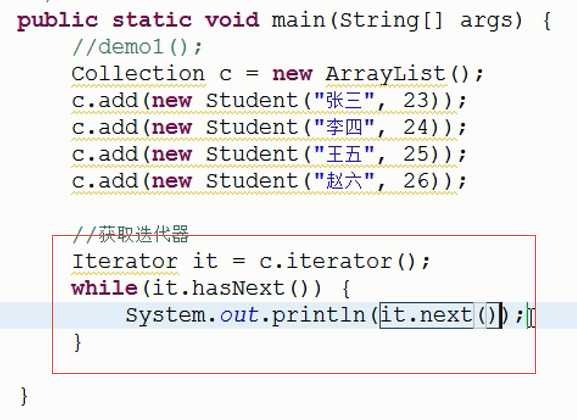 public static void main(String[] args) {
//demo1();
Collection c = new ArrayList();
c.add(new Student("张三", 23));
c.add(new Student("李四", 24));
c.add(new Student("王五", 25));
c.add(new Student("赵六", 26));
//获取迭代器
Iterator it = c.iterator();
while(it.hasNext()) {
System.out.println(it.next());
}
}